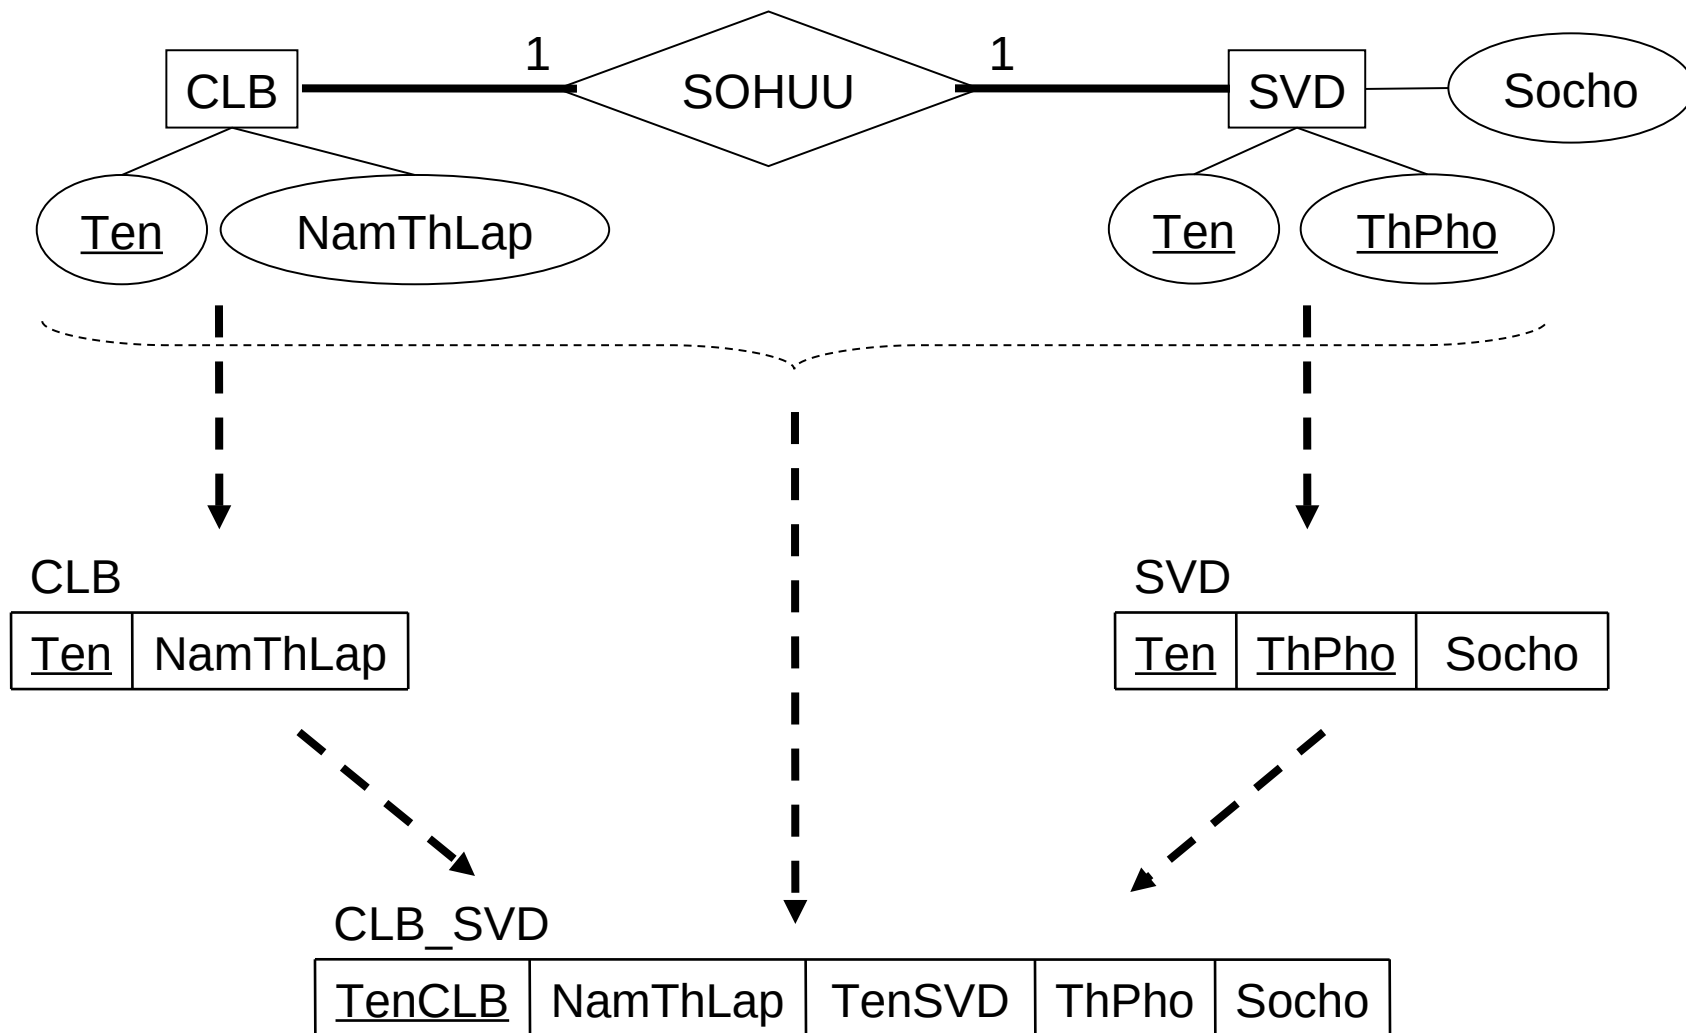 1 1
CLB SOHUU SVD Socho
Ten NamThLap Ten ThPho
CLB SVD
Ten NamThLap Ten ThPho Socho
CLB_SVD
TenCLB NamThLap TenSVD ThPho Socho